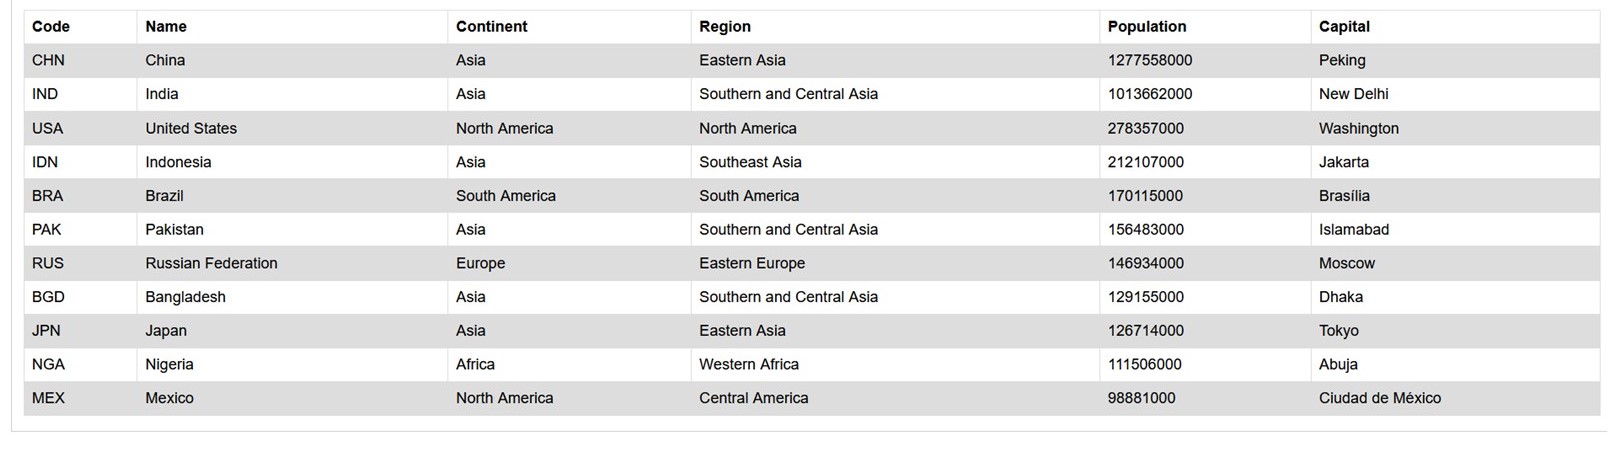 Code Name Continent Region Population Capital
CHN China Asia Eastern Asia 1277558000 Peking
IND India Asia Southern and Central Asia 1013662000 New Delhi
USA United States North America North America 278357000 Washington
IDN Indonesia Asia Southeast Asia 212107000 Jakarta
BRA Brazil South America South America 170115000 Brasília
PAK Pakistan Asia Southern and Central Asia 156483000 Islamabad
RUS Russian Federation Europe Eastern Europe 146934000 Moscow
BGD Bangladesh Asia Southern and Central Asia 129155000 Dhaka
JPN Japan Asia Eastern Asia 126714000 Tokyo
NGA Nigeria Africa Western Africa 111506000 Abuja
MEX Mexico North America Central America 98881000 Ciudad de México